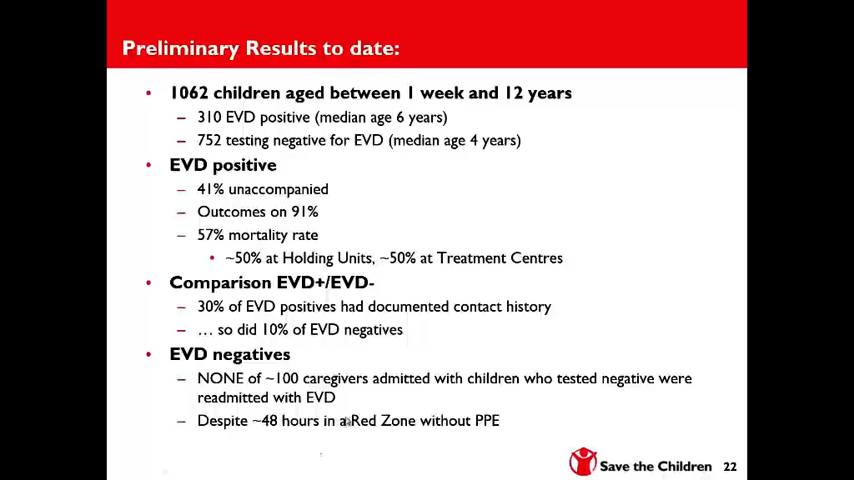 Preliminary Results to date:
• 1062 children aged between 1 week and 12 years
– 310 EVD positive (median age 6 years)
– 752 testing negative for EVD (median age 4 years)
• EVD positive
– 41% unaccompanied
– Outcomes on 91%
– 57% mortality rate
• ~50% at Holding Units, ~50% at Treatment Centres
• Comparison EVD+/EVD-
– 30% of EVD positives had documented contact history
– … so did 10% of EVD negatives
• EVD negatives
– NONE of ~100 caregivers admitted with children who tested negative were
readmitted with EVD
– Despite ~48 hours in a Red Zone without PPE
Save the Children 22